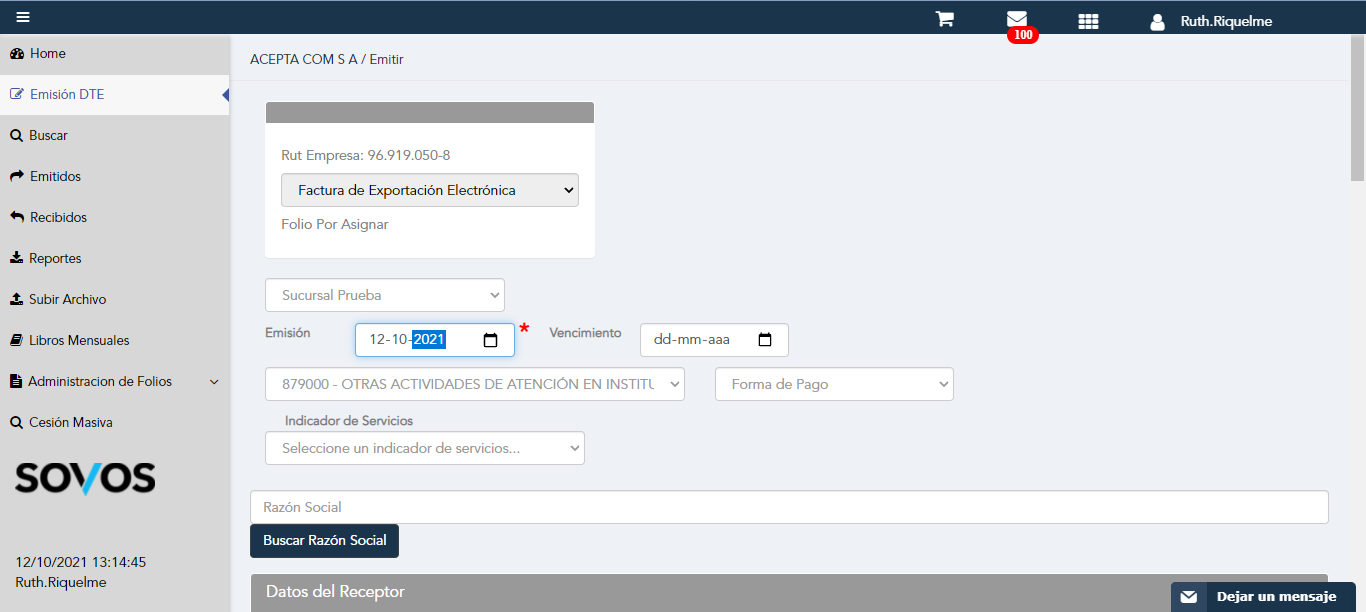 Ruth.Riquelme
100
Home
Emisión DTE
Buscar
Emitidos
Recibidos
Reportes
Subir Archivo
Libros Mensuales
Administracion de Folios
Cesión Masiva
SOVOS
12/10/2021 13:14:45
Ruth.Riquelme
ACEPTA COM S A / Emitir
Rut Empresa: 96.919.050-8
Factura de Exportación Electrónica
Folio Por Asignar
Sucursal Prueba
Emisión 12-10-2021 * Vencimiento dd-mm-aaa
879000 - OTRAS ACTIVIDADES DE ATENCIÓN EN INSTITU Forma de Pago
Indicador de Servicios
Seleccione un indicador de servicios...
Razón Social
Buscar Razón Social
Datos del Receptor
Dejar un mensaje